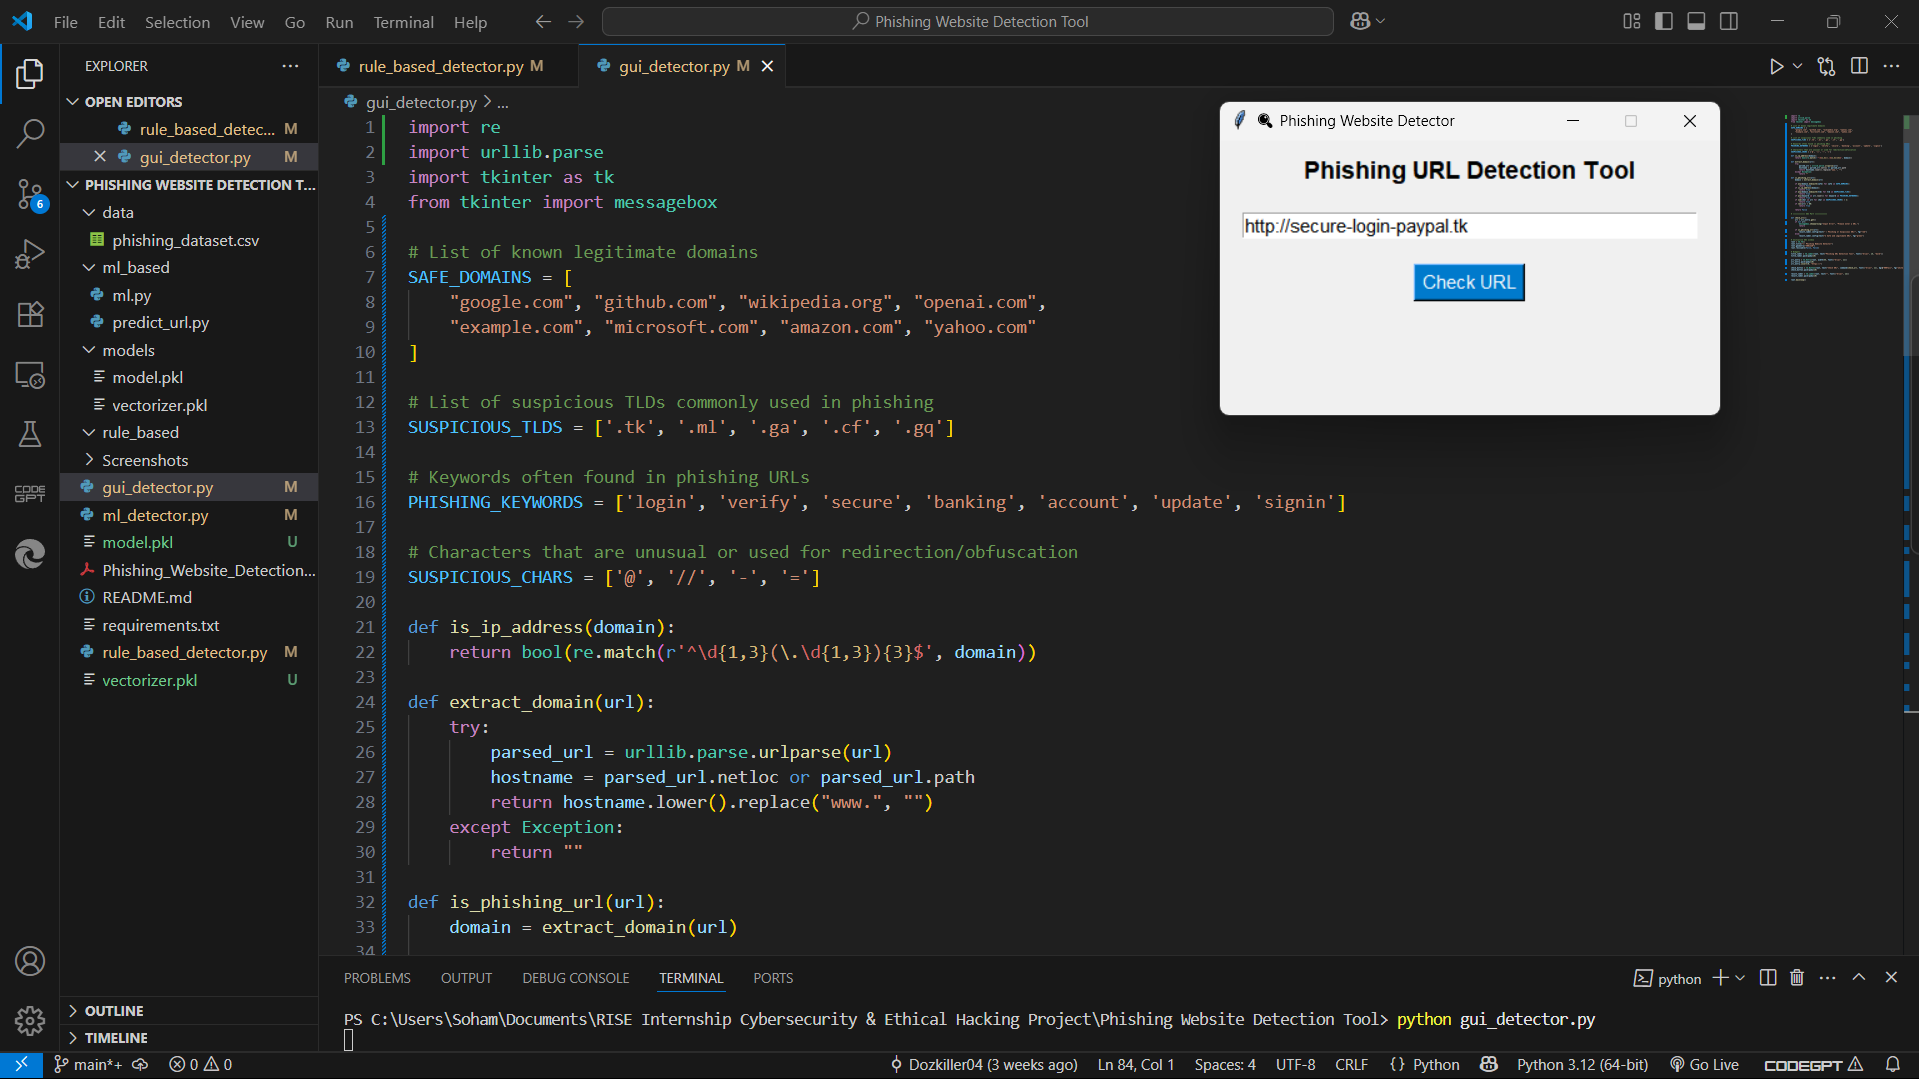 File Edit Selection View Go Run Terminal Help
Phishing Website Detection Tool
EXPLORER
OPEN EDITORS
rule_based_detec... M
gui_detector.py M
PHISHING WEBSITE DETECTION T...
data
phishing_dataset.csv
ml_based
ml.py
predict_url.py
models
model.pkl
vectorizer.pkl
rule_based
Screenshots
gui_detector.py M
ml_detector.py M
model.pkl U
Phishing_Website_Detection...
README.md
requirements.txt
rule_based_detector.py M
vectorizer.pkl U
OUTLINE
TIMELINE
6
CODE GPT
rule_based_detector.py M
gui_detector.py M
gui_detector.py > ...
1 import re
2 import urllib.parse
3 import tkinter as tk
4 from tkinter import messagebox
5
6 # List of known legitimate domains
7 SAFE_DOMAINS = [
8 "google.com", "github.com", "wikipedia.org", "openai.com",
9 "example.com", "microsoft.com", "amazon.com", "yahoo.com"
10 ]
11
12 # List of suspicious TLDs commonly used in phishing
13 SUSPICIOUS_TLDS = ['.tk', '.ml', '.ga', '.cf', '.gq']
14
15 # Keywords often found in phishing URLs
16 PHISHING_KEYWORDS = ['login', 'verify', 'secure', 'banking', 'account', 'update', 'signin']
17
18 # Characters that are unusual or used for redirection/obfuscation
19 SUSPICIOUS_CHARS = ['@', '//', '-', '=']
20
21 def is_ip_address(domain):
22 return bool(re.match(r'^\d{1,3}(\.\d{1,3}){3}$', domain))
23
24 def extract_domain(url):
25 try:
26 parsed_url = urllib.parse.urlparse(url)
27 hostname = parsed_url.netloc or parsed_url.path
28 return hostname.lower().replace("www.", "")
29 except Exception:
30 return ""
31
32 def is_phishing_url(url):
33 domain = extract_domain(url)
34
Phishing Website Detector
Phishing URL Detection Tool
http://secure-login-paypal.tk
Check URL
PROBLEMS OUTPUT DEBUG CONSOLE TERMINAL PORTS
python
PS C:\Users\Soham\Documents\RISE Internship Cybersecurity & Ethical Hacking Project\Phishing Website Detection Tool> python gui_detector.py
main*+ 0 0 Dozkiller04 (3 weeks ago) Ln 84, Col 1 Spaces: 4 UTF-8 CRLF {} Python Python 3.12 (64-bit) Go Live CODEGPT